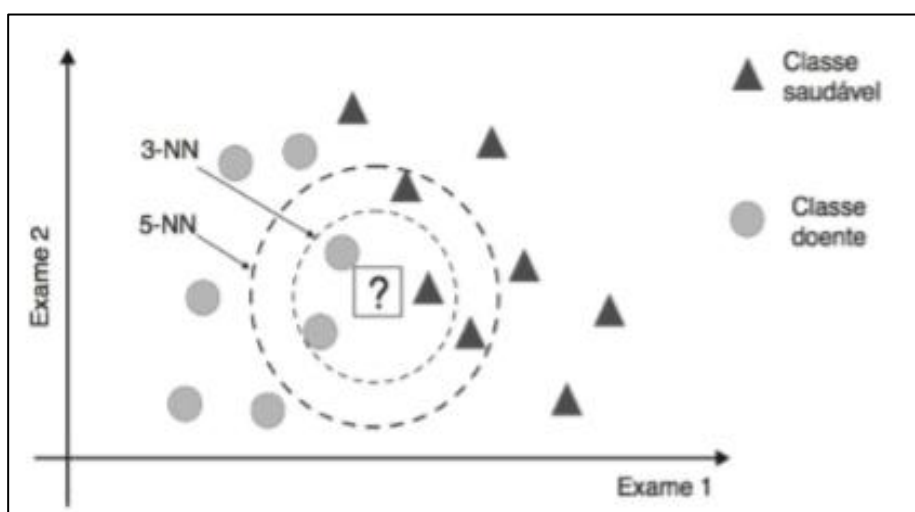 Classe
saudável
3-NN
5-NN
Classe
doente
?
Exame 2
Exame 1